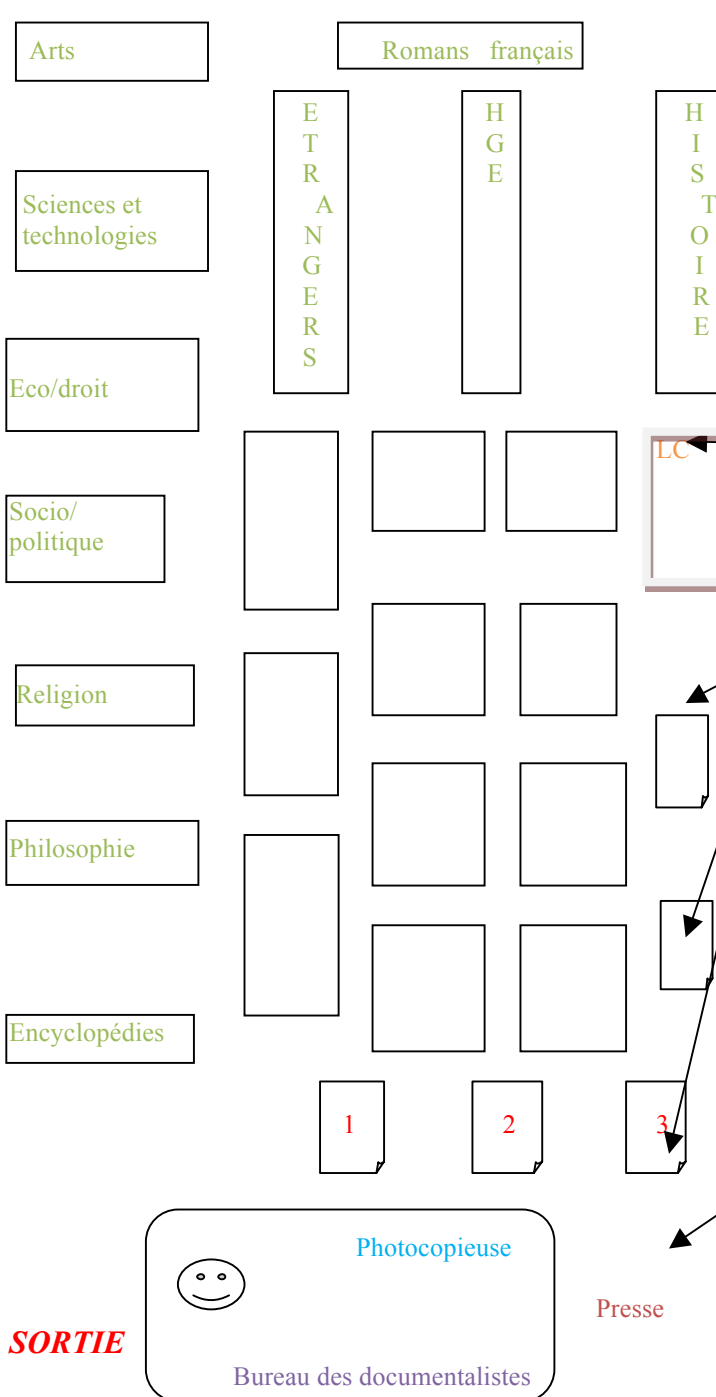 Arts
Romans français
ETRANGERS
HGE
HISTOIRE
Sciences et
technologies
Eco/droit
LC
Socio/
politique
Religion
Philosophie
Encyclopédies
1
2
3
Photocopieuse
Presse
SORTIE
Bureau des documentalistes